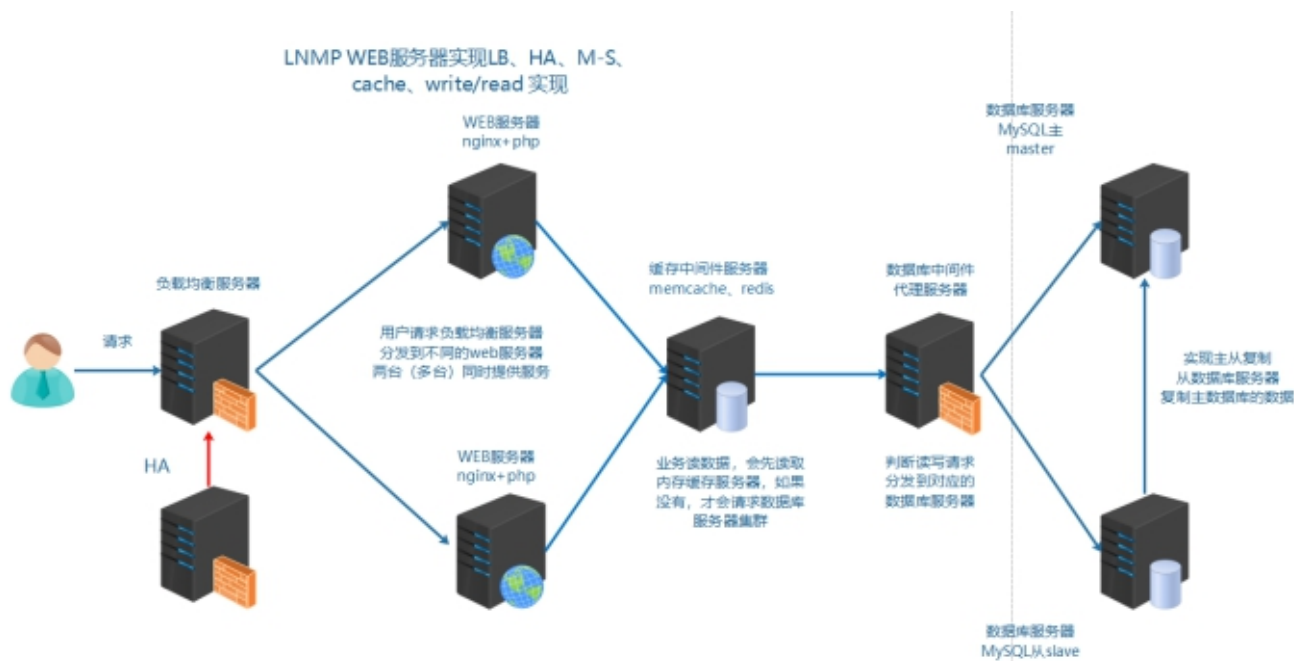 LNMP WEB服务器实现LB、HA、M-S、
cache、write/read 实现
WEB服务器
nginx+php
数据库服务器
MySQL主
master
负载均衡服务器
缓存中间件服务器
memcache、redis
数据库中间件
代理服务器
请求
用户请求负载均衡服务器
分发到不同的web服务器
两台（多台）同时提供服务
实现主从复制
从数据库服务器
复制主数据库的数据
HA
WEB服务器
nginx+php
业务读数据，会先读取
内存缓存服务器，如果
没有，才会请求数据库
服务器集群
判断读写请求
分发到对应的
数据库服务器
数据库服务器
MySQL从slave